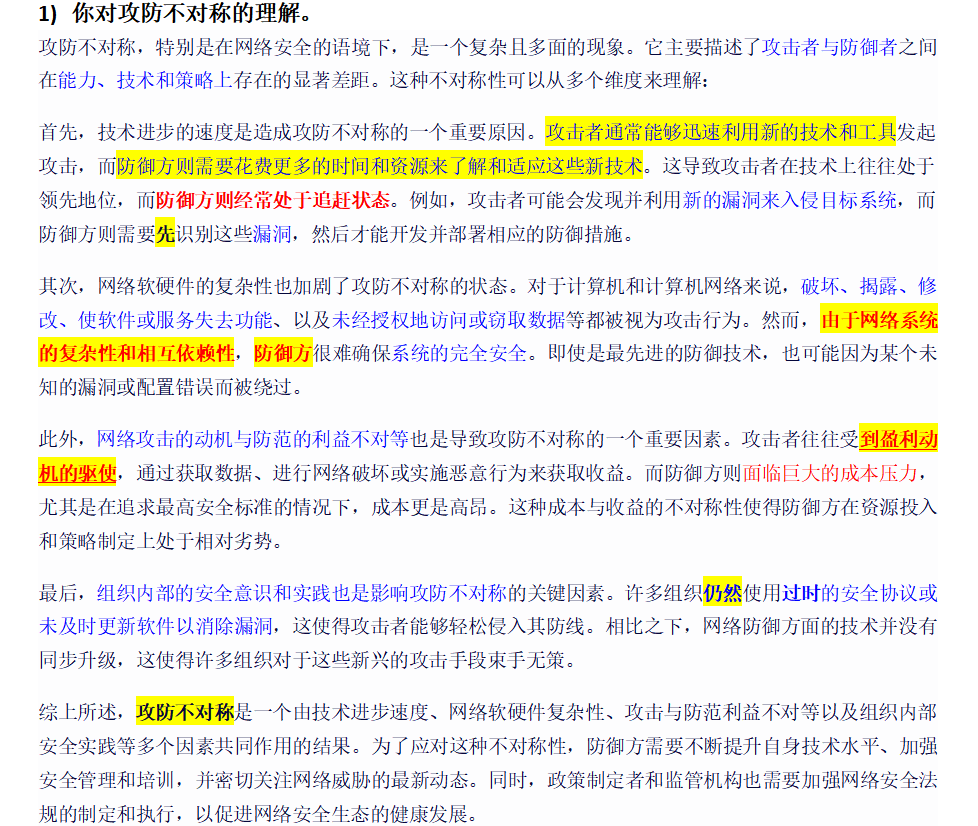 1) 你对攻防不对称的理解。
攻防不对称，特别是在网络安全的语境下，是一个复杂且多面的现象。它主要描述了攻击者与防御者之间
在能力、技术和策略上存在的显著差距。这种不对称性可以从多个维度来理解：
首先，技术进步的速度是造成攻防不对称的一个重要原因。攻击者通常能够迅速利用新的技术和工具发起
攻击，而防御方则需要花费更多的时间和资源来了解和适应这些新技术。这导致攻击者在技术上往往处于
领先地位，而防御方则经常处于追赶状态。例如，攻击者可能会发现并利用新的漏洞来入侵目标系统，而
防御方则需要先识别这些漏洞，然后才能开发并部署相应的防御措施。
其次，网络软硬件的复杂性也加剧了攻防不对称的状态。对于计算机和计算机网络来说，破坏、揭露、修
改、使软件或服务失去功能、以及未经授权地访问或窃取数据等都被视为攻击行为。然而，由于网络系统
的复杂性和相互依赖性，防御方很难确保系统的完全安全。即使是最先进的防御技术，也可能因为某个未
知的漏洞或配置错误而被绕过。
此外，网络攻击的动机与防范的利益不对等也是导致攻防不对称的一个重要因素。攻击者往往受到盈利动
机的驱使，通过获取数据、进行网络破坏或实施恶意行为来获取收益。而防御方则面临巨大的成本压力，
尤其是在追求最高安全标准的情况下，成本更是高昂。这种成本与收益的不对称性使得防御方在资源投入
和策略制定上处于相对劣势。
最后，组织内部的安全意识和实践也是影响攻防不对称的关键因素。许多组织仍然使用过时的安全协议或
未及时更新软件以消除漏洞，这使得攻击者能够轻松侵入其防线。相比之下，网络防御方面的技术并没有
同步升级，这使得许多组织对于这些新兴的攻击手段束手无策。
综上所述，攻防不对称是一个由技术进步速度、网络软硬件复杂性、攻击与防范利益不对等以及组织内部
安全实践等多个因素共同作用的结果。为了应对这种不对称性，防御方需要不断提升自身技术水平、加强
安全管理和培训，并密切关注网络威胁的最新动态。同时，政策制定者和监管机构也需要加强网络安全法
规的制定和执行，以促进网络安全生态的健康发展。